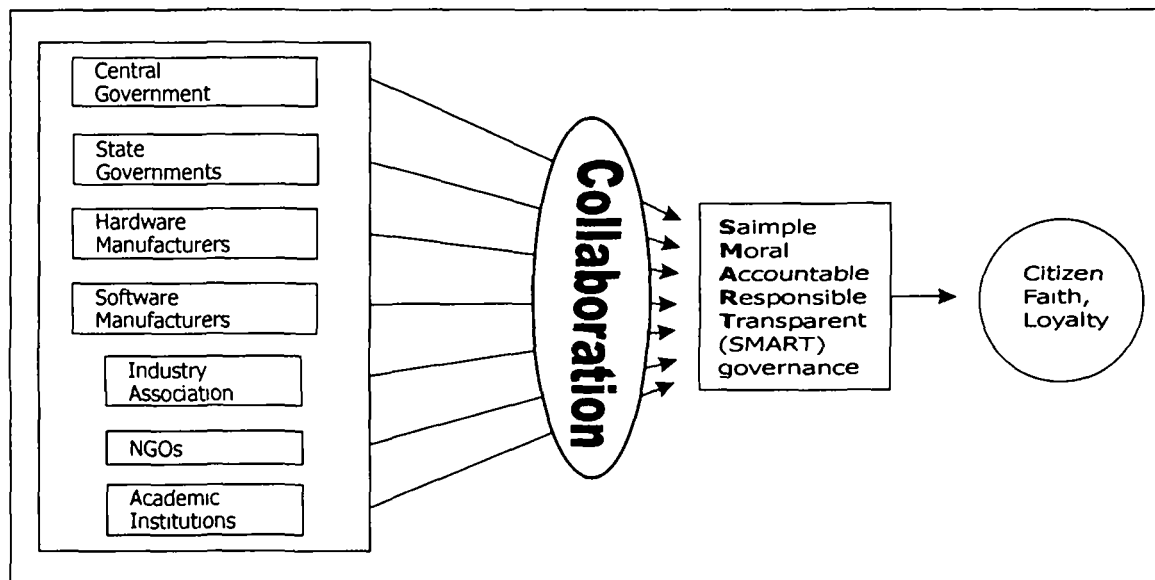 Central
Government
State
Governments
Hardware
Manufacturers
Software
Manufacturers
Industry
Association
NGOs
Academic
Institutions
Collaboration
Saimple
Moral
Accountable
Responsible
Transparent
(SMART)
governance
Citizen
Faith,
Loyalty